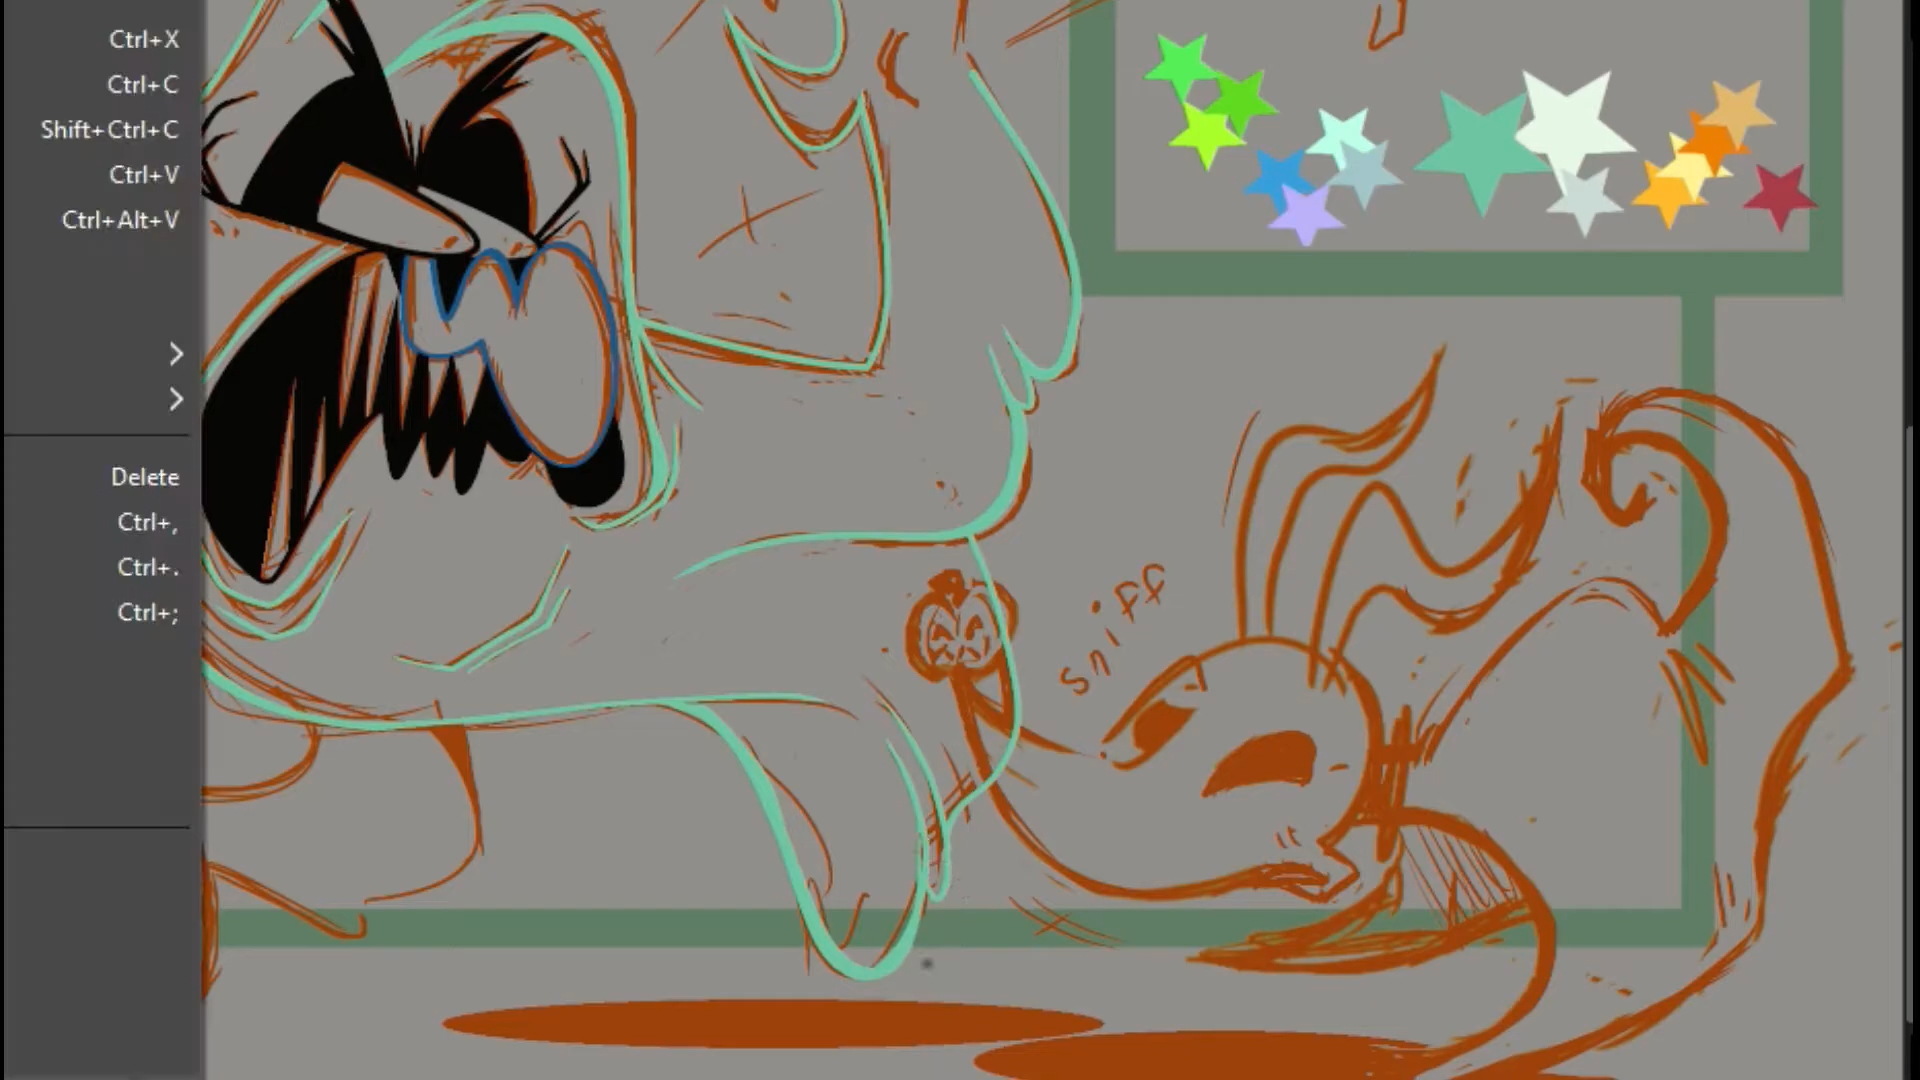 Ctrl+X
Ctrl+C
Shift+Ctrl+C
Ctrl+V
Ctrl+Alt+V
Delete
Ctrl+,
Ctrl+.
Ctrl+;
sniff